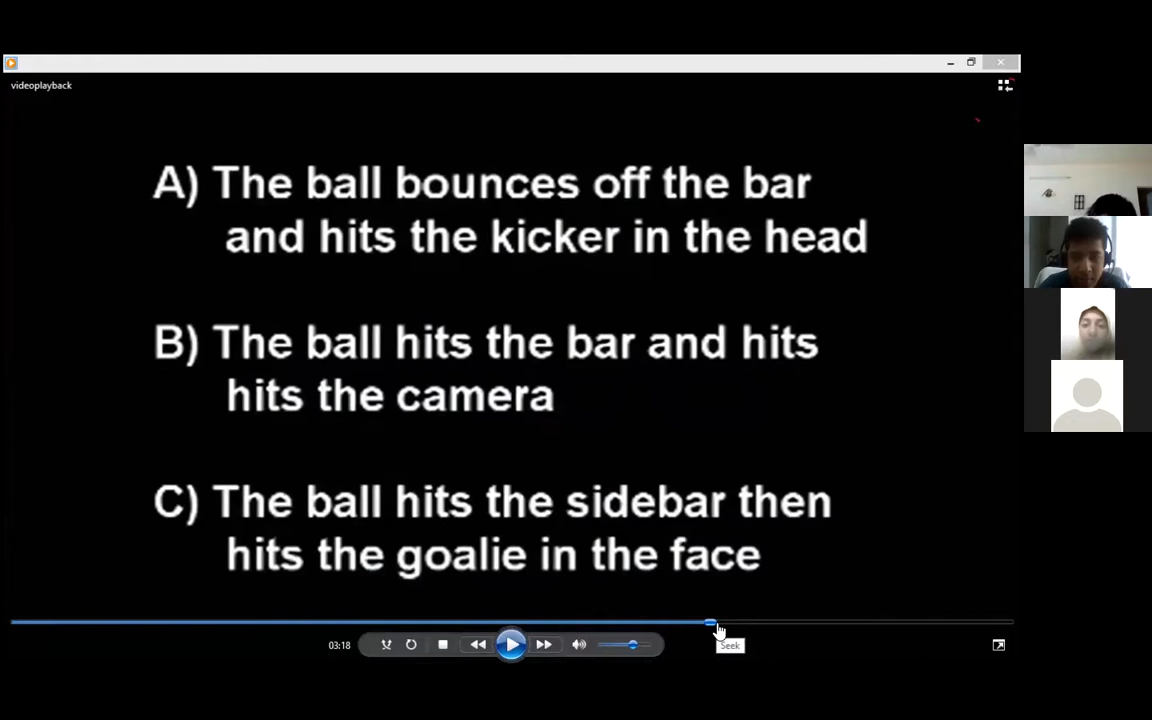 videoplayback
A) The ball bounces off the bar
and hits the kicker in the head
B) The ball hits the bar and hits
hits the camera
C) The ball hits the sidebar then
hits the goalie in the face
03:18
Seek